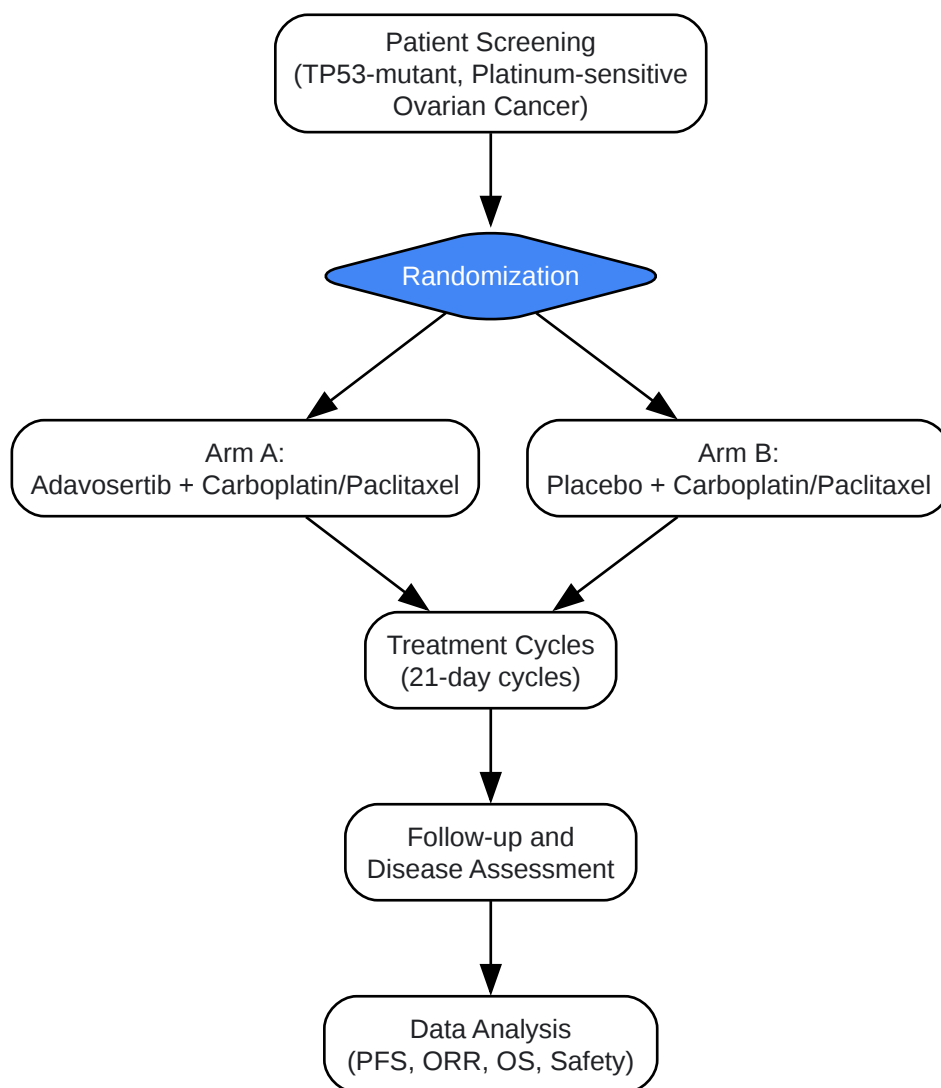 Patient Screening
(TP53-mutant, Platinum-sensitive
Ovarian Cancer)
Randomization
Arm A:
Adavosertib + Carboplatin/Paclitaxel
Arm B:
Placebo + Carboplatin/Paclitaxel
Treatment Cycles
(21-day cycles)
Follow-up and
Disease Assessment
Data Analysis
(PFS, ORR, OS, Safety)